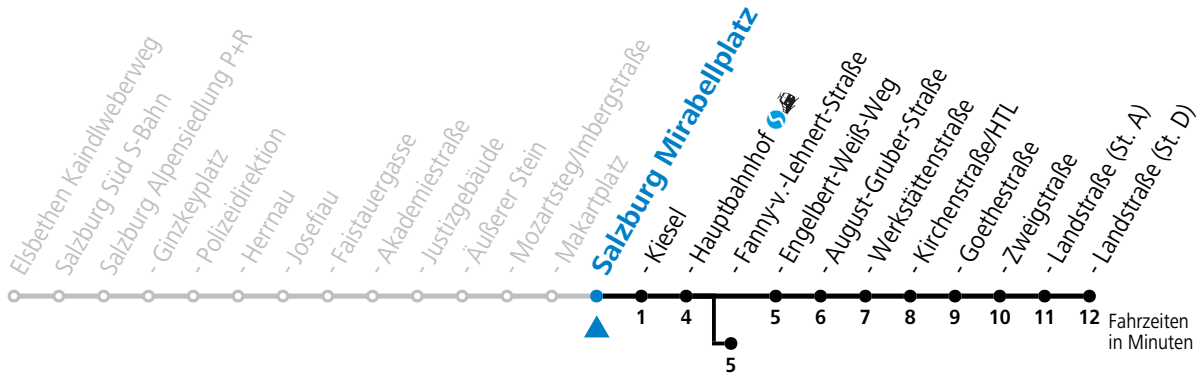 Elsbethen Kaindlweberweg
Salzburg Süd S-Bahn
Salzburg Alpensiedlung P+R
- Ginzkeyplatz
- Polizeidirektion
- Herrnau
- Josefiau
- Faistauergasse
- Akademiestraße
- Justizgebäude
- Äußerer Stein
- Mozartsteg/Imbergstraße
- Makartplatz
Salzburg Mirabellplatz
- Kiesel
- Hauptbahnhof
- Fanny-v.-Lehnert-Straße
- Engelbert-Weiß-Weg
- August-Gruber-Straße
- Werkstättenstraße
- Kirchenstraße/HTL
- Goethestraße
- Zweigstraße
- Landstraße (St. A)
- Landstraße (St. D)
1 4 5 6 7 8 9 10 11 12
Fahrzeiten
in Minuten
5